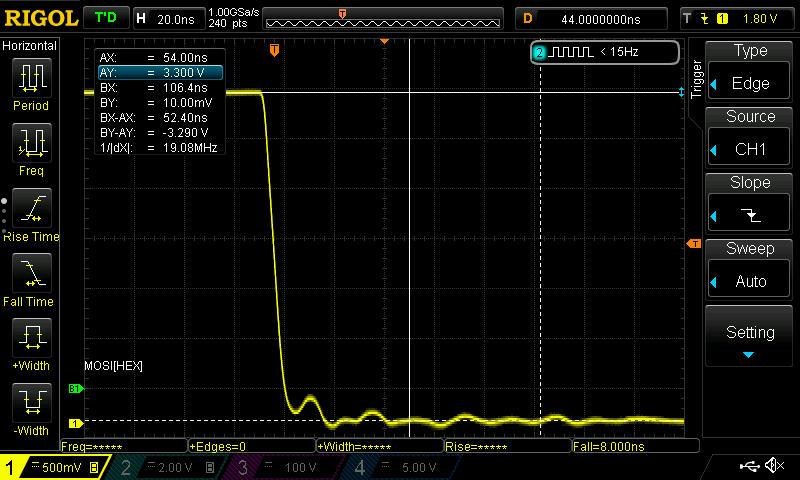 RIGOL T'D H 20.0ns 1.00GSa/s 240 pts T D 44.0000000ns T 1 1.80 V
Horizontal
Period
Freq
Rise Time
Fall Time
+Width
-Width
AX: = 54.00ns
AY: = 3.300 V
BX: = 106.4ns
BY: = 10.00mV
BX-AX: = 52.40ns
BY-AY: = -3.290 V
1/|dX|: = 19.08MHz
T
2 < 15Hz
T
MOSI[HEX]
B1
1
Trigger
Type
Edge
Source
CH1
Slope
Sweep
Auto
Setting
Freq=***** +Edges=0 +Width=***** Rise=***** Fall=8.000ns
1 500mV B 2 2.00 V B 3 100 V 4 5.00 V